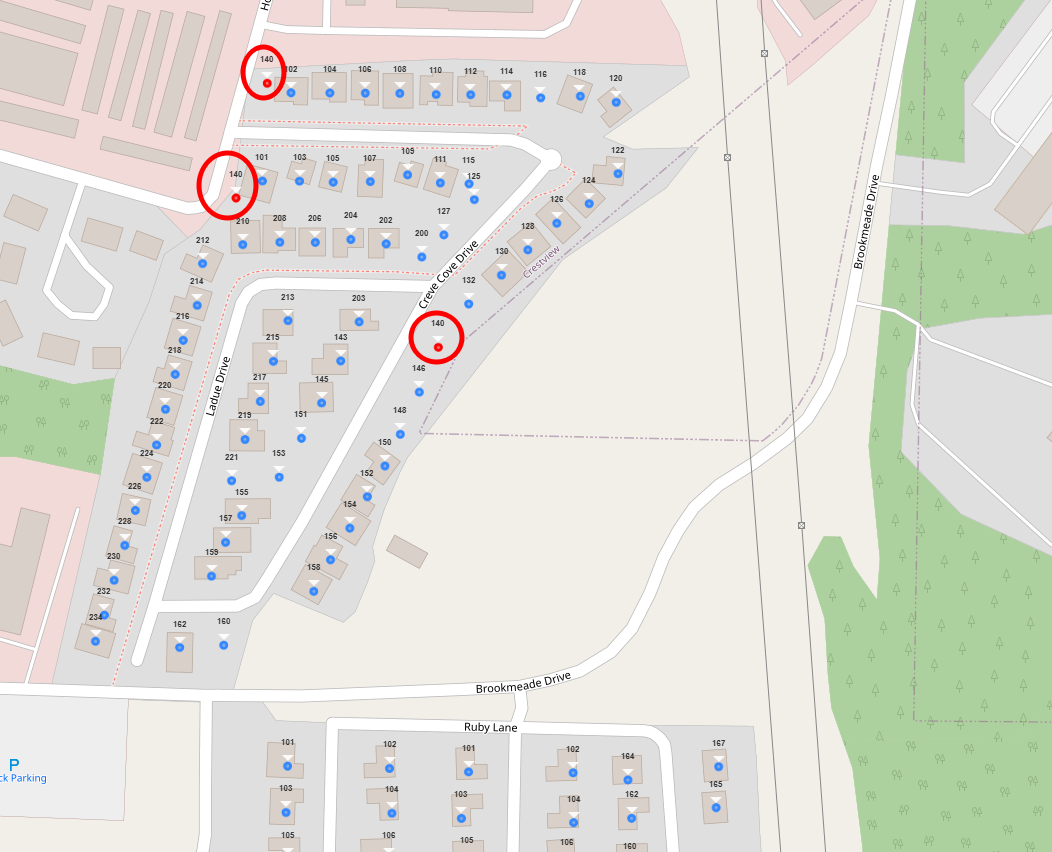 Ho
140
102 104 106 108 110 112 114 116 118 120
140
101 103 105 107 109 111 115
125
122
124
126
128
130
127
132
210 208 206 204 202 200
212
214
216
218
220
222
224
226
228
230
232
234
213 203
215 143
217 145
219 151
221 153
155
157
159
162 160
140
146
148
150
152
154
156
158
Creve Cove Drive
Crestview
Ladue Drive
Brookmeade Drive
Brookmeade Drive
Ruby Lane
P
ck Parking
101 102 101 102 164 167
103 104 103 104 162 165
105 106 105 106 160